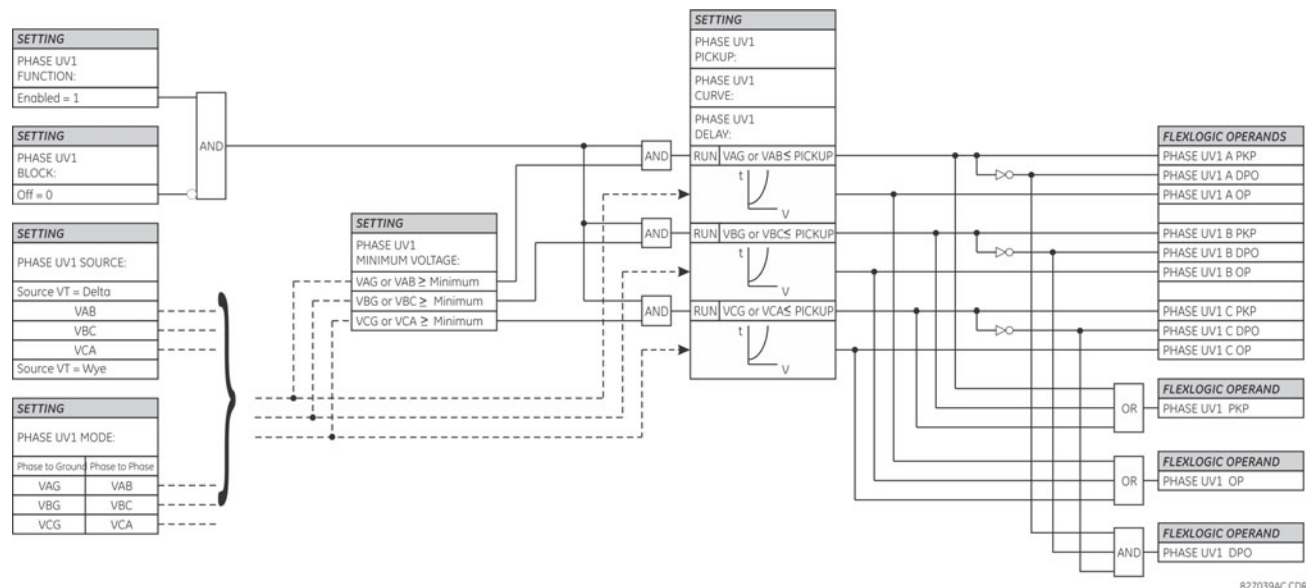 SETTING
PHASE UV1
FUNCTION:
Enabled = 1
SETTING
PHASE UV1
BLOCK:
Off = 0
AND
SETTING
PHASE UV1 SOURCE:
Source VT = Delta
VAB
VBC
VCA
Source VT = Wye
SETTING
PHASE UV1 MODE:
Phase to Ground Phase to Phase
VAG VAB
VBG VBC
VCG VCA
SETTING
PHASE UV1
MINIMUM VOLTAGE:
VAG or VAB ≥ Minimum
VBG or VBC ≥ Minimum
VCG or VCA ≥ Minimum
AND
AND
AND
SETTING
PHASE UV1
PICKUP:
PHASE UV1
CURVE:
PHASE UV1
DELAY:
RUN VAG or VAB≤ PICKUP
t
V
RUN VBG or VBC≤ PICKUP
t
V
RUN VCG or VCA≤ PICKUP
t
V
FLEXLOGIC OPERANDS
PHASE UV1 A PKP
PHASE UV1 A DPO
PHASE UV1 A OP
PHASE UV1 B PKP
PHASE UV1 B DPO
PHASE UV1 B OP
PHASE UV1 C PKP
PHASE UV1 C DPO
PHASE UV1 C OP
OR
FLEXLOGIC OPERAND
PHASE UV1 PKP
OR
FLEXLOGIC OPERAND
PHASE UV1 OP
AND
FLEXLOGIC OPERAND
PHASE UV1 DPO
827039AC.CDR